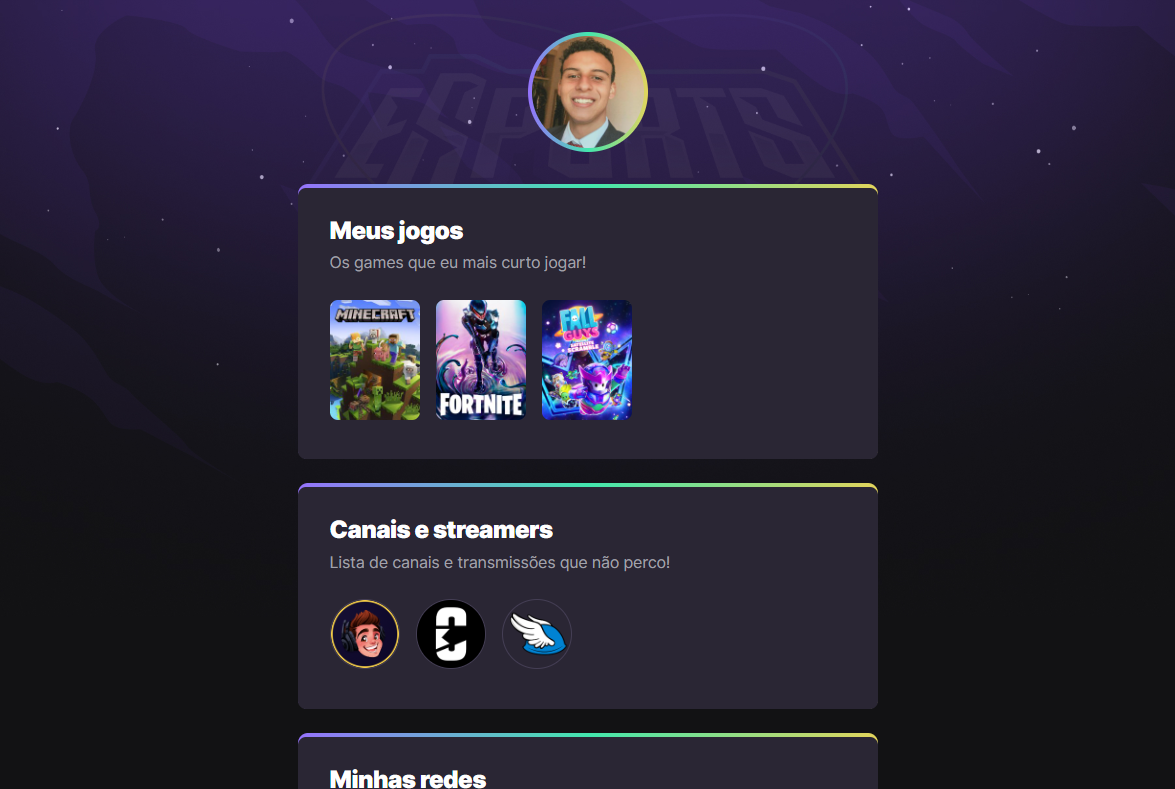 ESPORTS
Meus jogos
Os games que eu mais curto jogar!
MINECRAFT
FORTNITE
FALL
GUYS
Canais e streamers
Lista de canais e transmissões que não perco!
Minhas redes